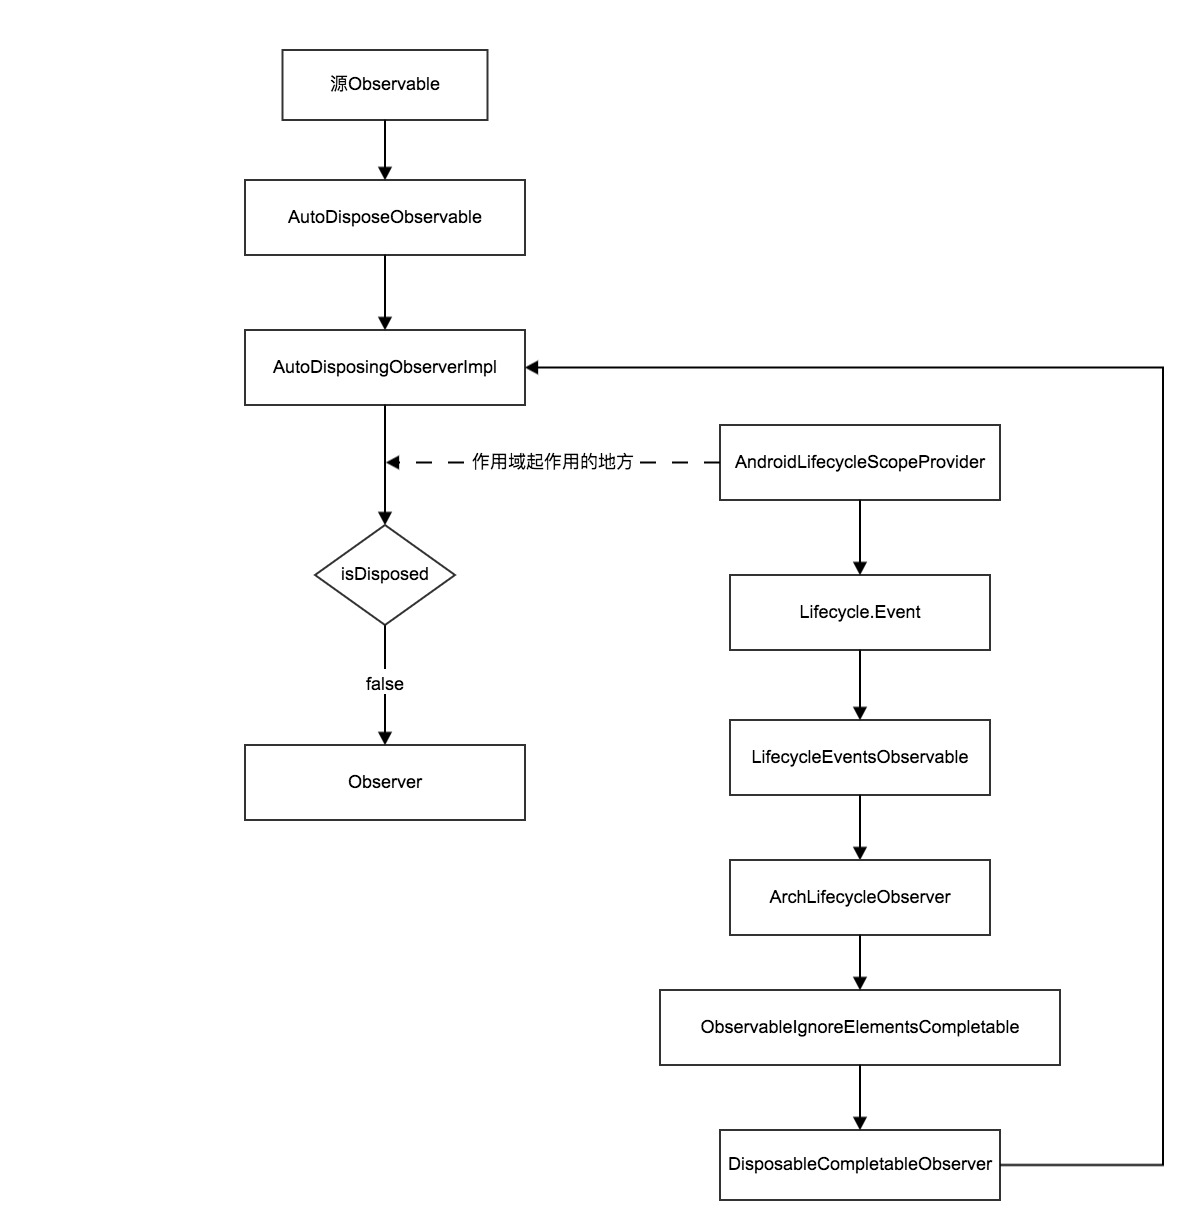 源Observable
AutoDisposeObservable
AutoDisposingObserverImpl
作用域起作用的地方
AndroidLifecycleScopeProvider
isDisposed
Lifecycle.Event
false
LifecycleEventsObservable
Observer
ArchLifecycleObserver
ObservableIgnoreElementsCompletable
DisposableCompletableObserver